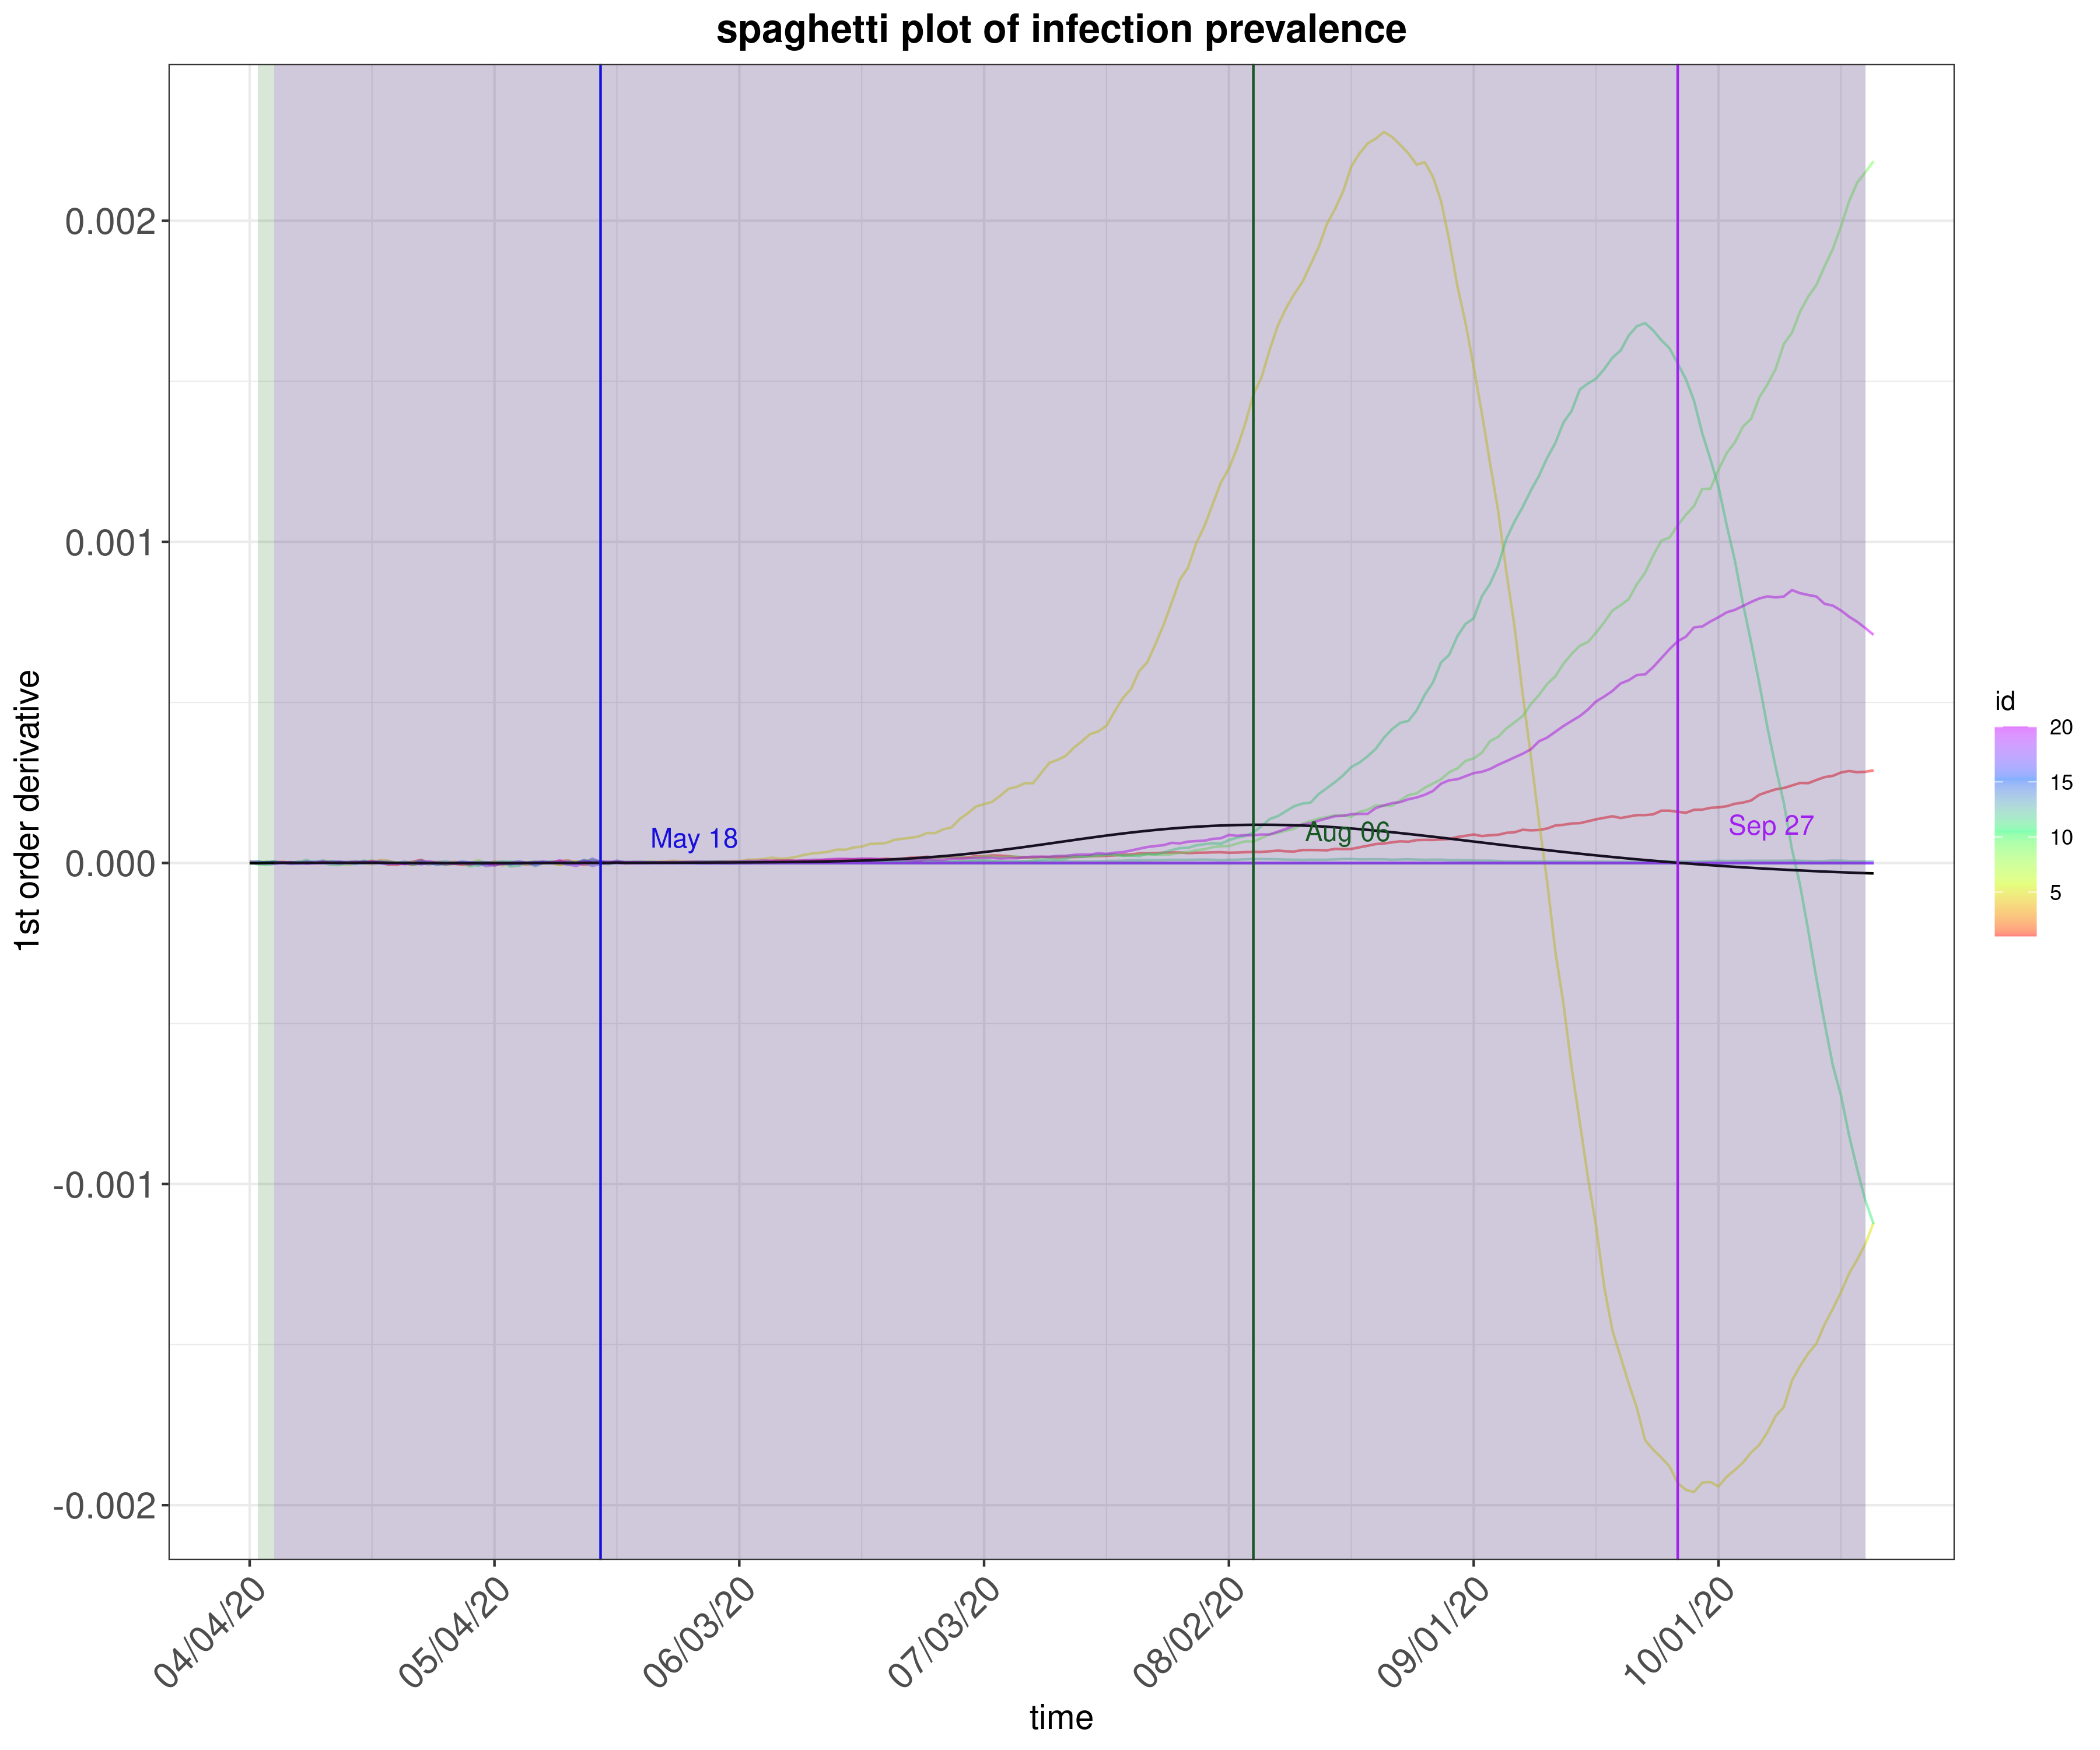 spaghetti plot of infection prevalence
1st order derivative
0.002
0.001
0.000
-0.001
-0.002
May 18
Aug 06
Sep 27
id
20
15
10
5
04/04/20
05/04/20
06/03/20
07/03/20
08/02/20
09/01/20
10/01/20
time